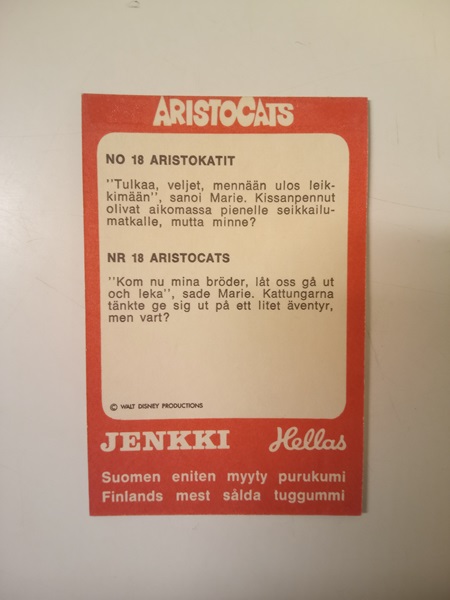 ARISTOCATS
NO 18 ARISTOKATIT
"Tulkaa, veljet, mennään ulos leik-
kimään", sanoi Marie. Kissanpennut
olivat aikomassa pienelle seikkailu-
matkalle, mutta minne?
NR 18 ARISTOCATS
"Kom nu mina bröder, låt oss gå ut
och leka", sade Marie. Kattungarna
tänkte ge sig ut på ett litet äventyr,
men vart?
© WALT DISNEY PRODUCTIONS
JENKKI Hellas
Suomen eniten myyty purukumi
Finlands mest sålda tuggummi